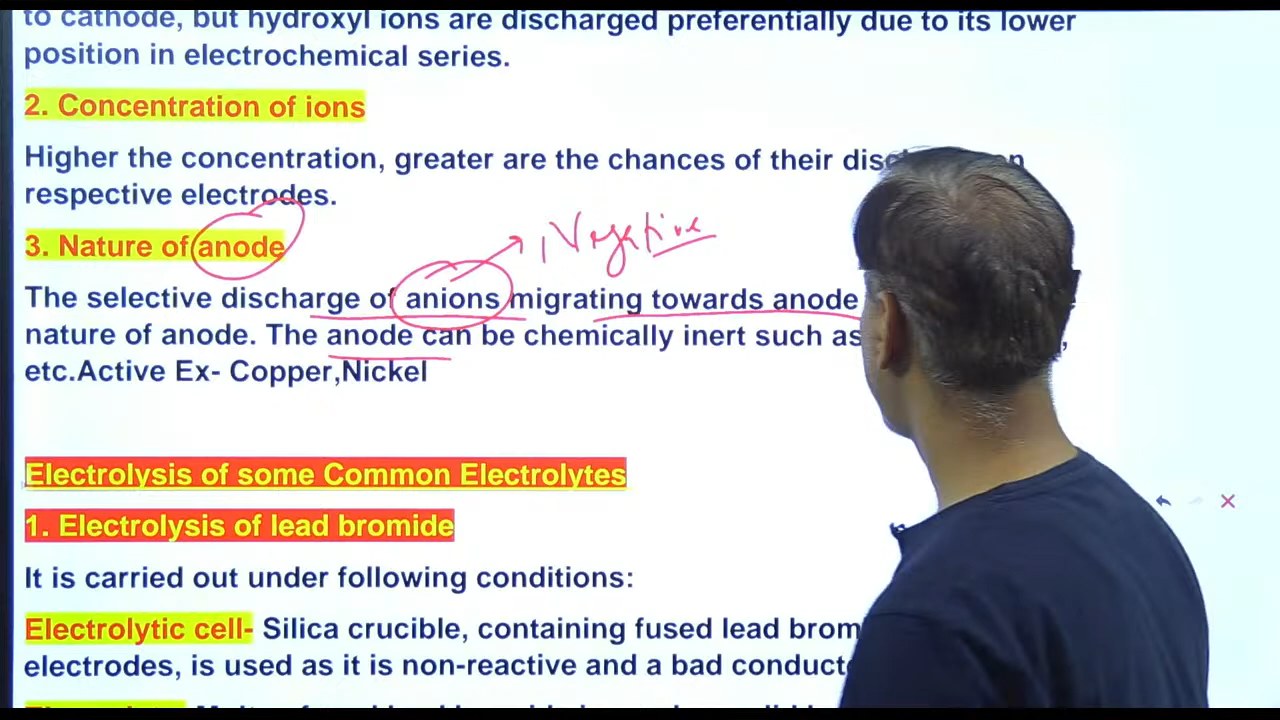 to cathode, but hydroxyl ions are discharged preferentially due to its lower
position in electrochemical series.
2. Concentration of ions
Higher the concentration, greater are the chances of their
respective electrodes.
3. Nature of anode
Negative
The selective discharge of anions migrating towards anode
nature of anode. The anode can be chemically inert such as
etc.Active Ex- Copper,Nickel
Electrolysis of some Common Electrolytes
1. Electrolysis of lead bromide
It is carried out under following conditions:
Electrolytic cell- Silica crucible, containing fused lead
electrodes, is used as it is non-reactive and a bad